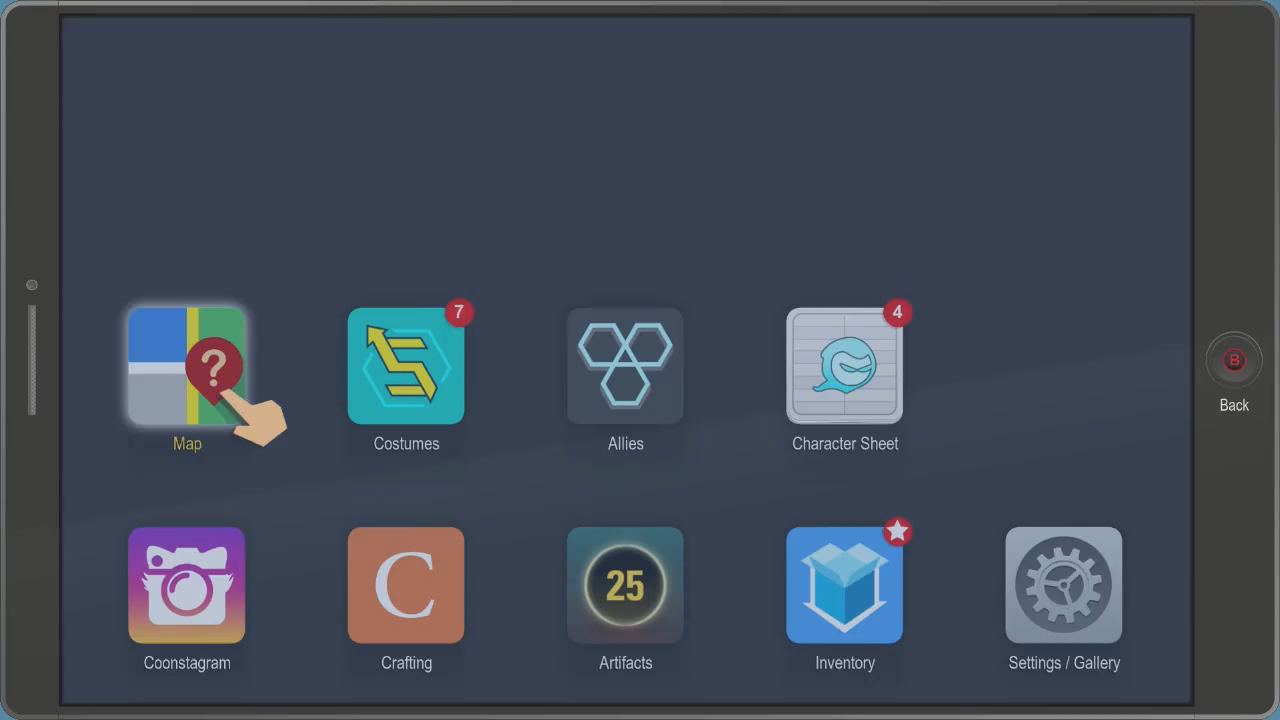 7
4
?
B
Back
Map
Costumes
Allies
Character Sheet
C
25
Coonstagram
Crafting
Artifacts
Inventory
Settings / Gallery